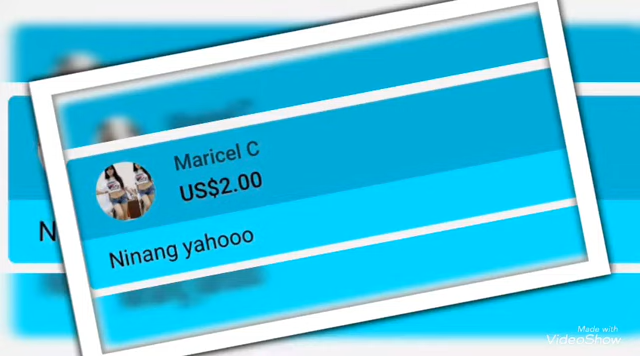 Maricel C
US$2.00
Ninang yahooo
N
Made with
VideoShow